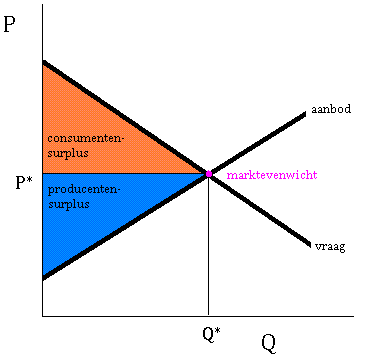 P
aanbod
consumenten-
surplus
P*
producenten-
surplus
marktevenwicht
vraag
Q*
Q